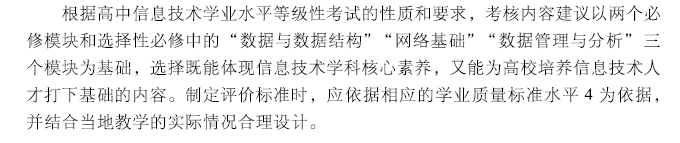 根据高中信息技术学业水平等级性考试的性质和要求，考核内容建议以两个必
修模块和选择性必修中的“数据与数据结构”“网络基础”“数据管理与分析”三
个模块为基础，选择既能体现信息技术学科核心素养，又能为高校培养信息技术人
才打下基础的内容。制定评价标准时，应依据相应的学业质量标准水平 4 为依据，
并结合当地教学的实际情况合理设计。